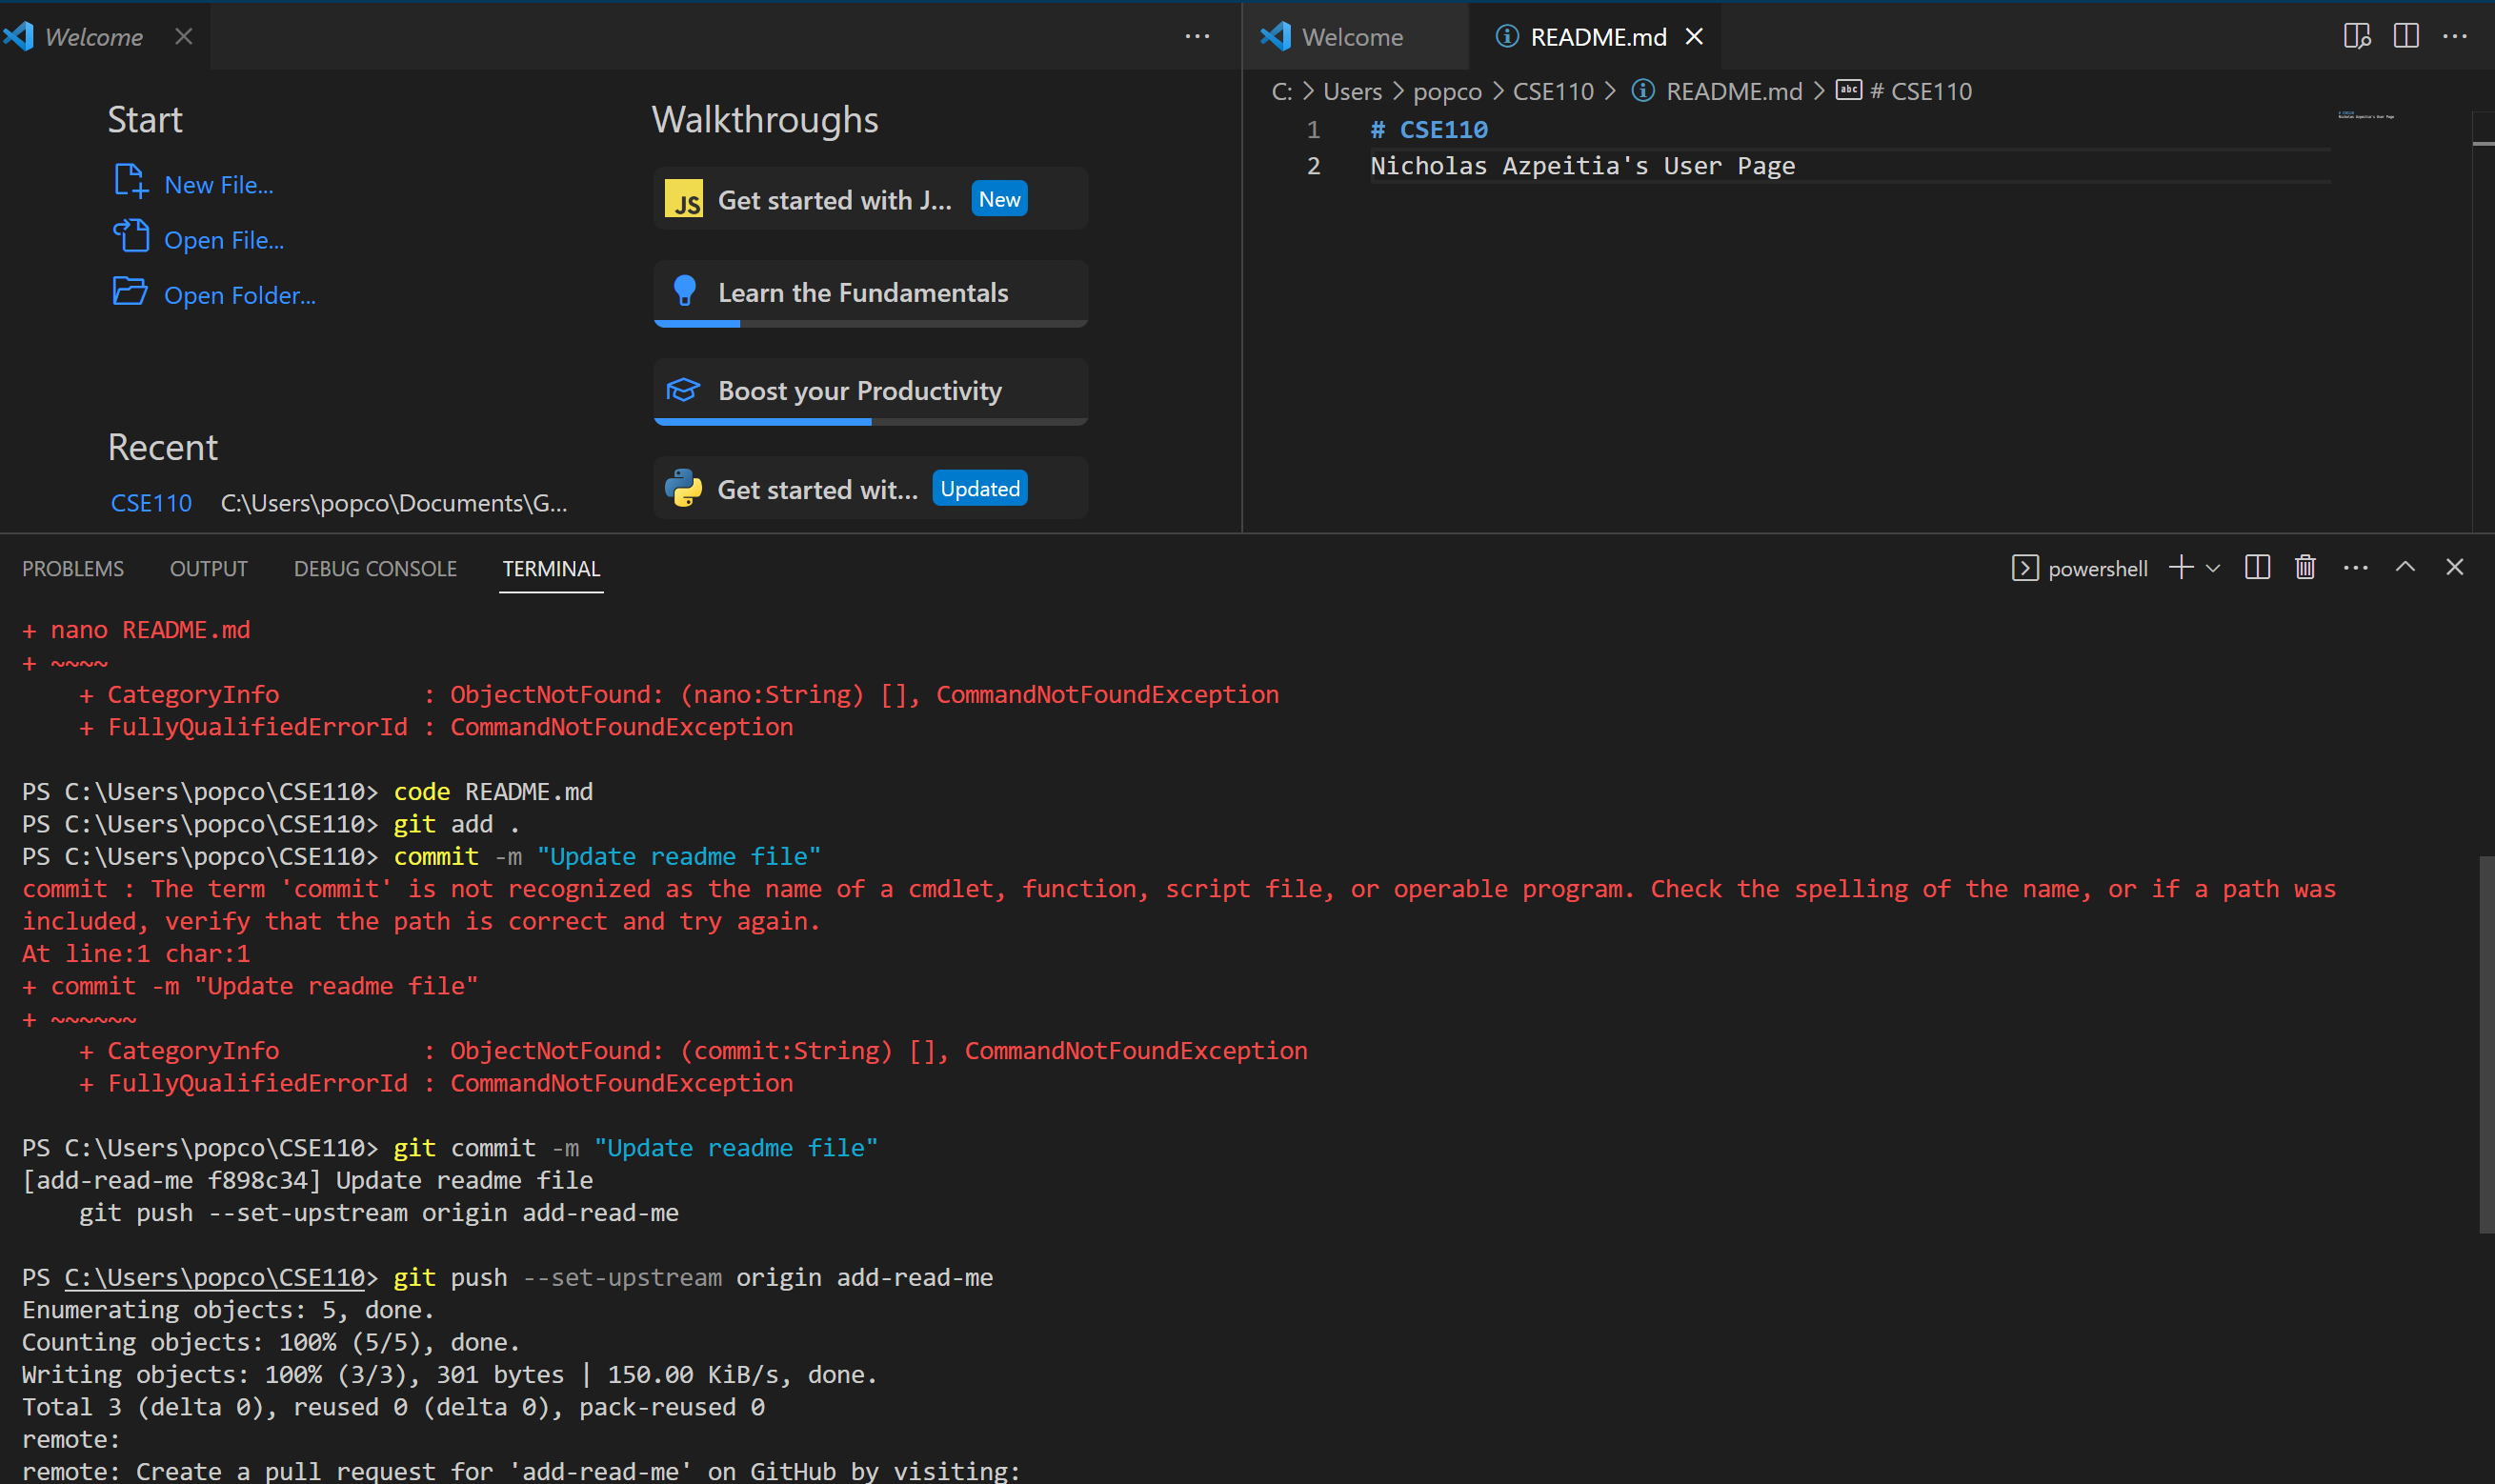 Welcome
Welcome
README.md
C: > Users > popco > CSE110 > README.md > abc # CSE110
Start
New File...
Open File...
Open Folder...
Recent
CSE110 C:\Users\popco\Documents\G...
Walkthroughs
JS Get started with J... New
Learn the Fundamentals
Boost your Productivity
Get started wit... Updated
1 # CSE110
2 Nicholas Azpeitia's User Page
PROBLEMS OUTPUT DEBUG CONSOLE TERMINAL
powershell
+ nano README.md
+ ~~~~
    + CategoryInfo          : ObjectNotFound: (nano:String) [], CommandNotFoundException
    + FullyQualifiedErrorId : CommandNotFoundException
PS C:\Users\popco\CSE110> code README.md
PS C:\Users\popco\CSE110> git add .
PS C:\Users\popco\CSE110> commit -m "Update readme file"
commit : The term 'commit' is not recognized as the name of a cmdlet, function, script file, or operable program. Check the spelling of the name, or if a path was
included, verify that the path is correct and try again.
At line:1 char:1
+ commit -m "Update readme file"
+ ~~~~~~
    + CategoryInfo          : ObjectNotFound: (commit:String) [], CommandNotFoundException
    + FullyQualifiedErrorId : CommandNotFoundException
PS C:\Users\popco\CSE110> git commit -m "Update readme file"
[add-read-me f898c34] Update readme file
    git push --set-upstream origin add-read-me
PS C:\Users\popco\CSE110> git push --set-upstream origin add-read-me
Enumerating objects: 5, done.
Counting objects: 100% (5/5), done.
Writing objects: 100% (3/3), 301 bytes | 150.00 KiB/s, done.
Total 3 (delta 0), reused 0 (delta 0), pack-reused 0
remote:
remote: Create a pull request for 'add-read-me' on GitHub by visiting: